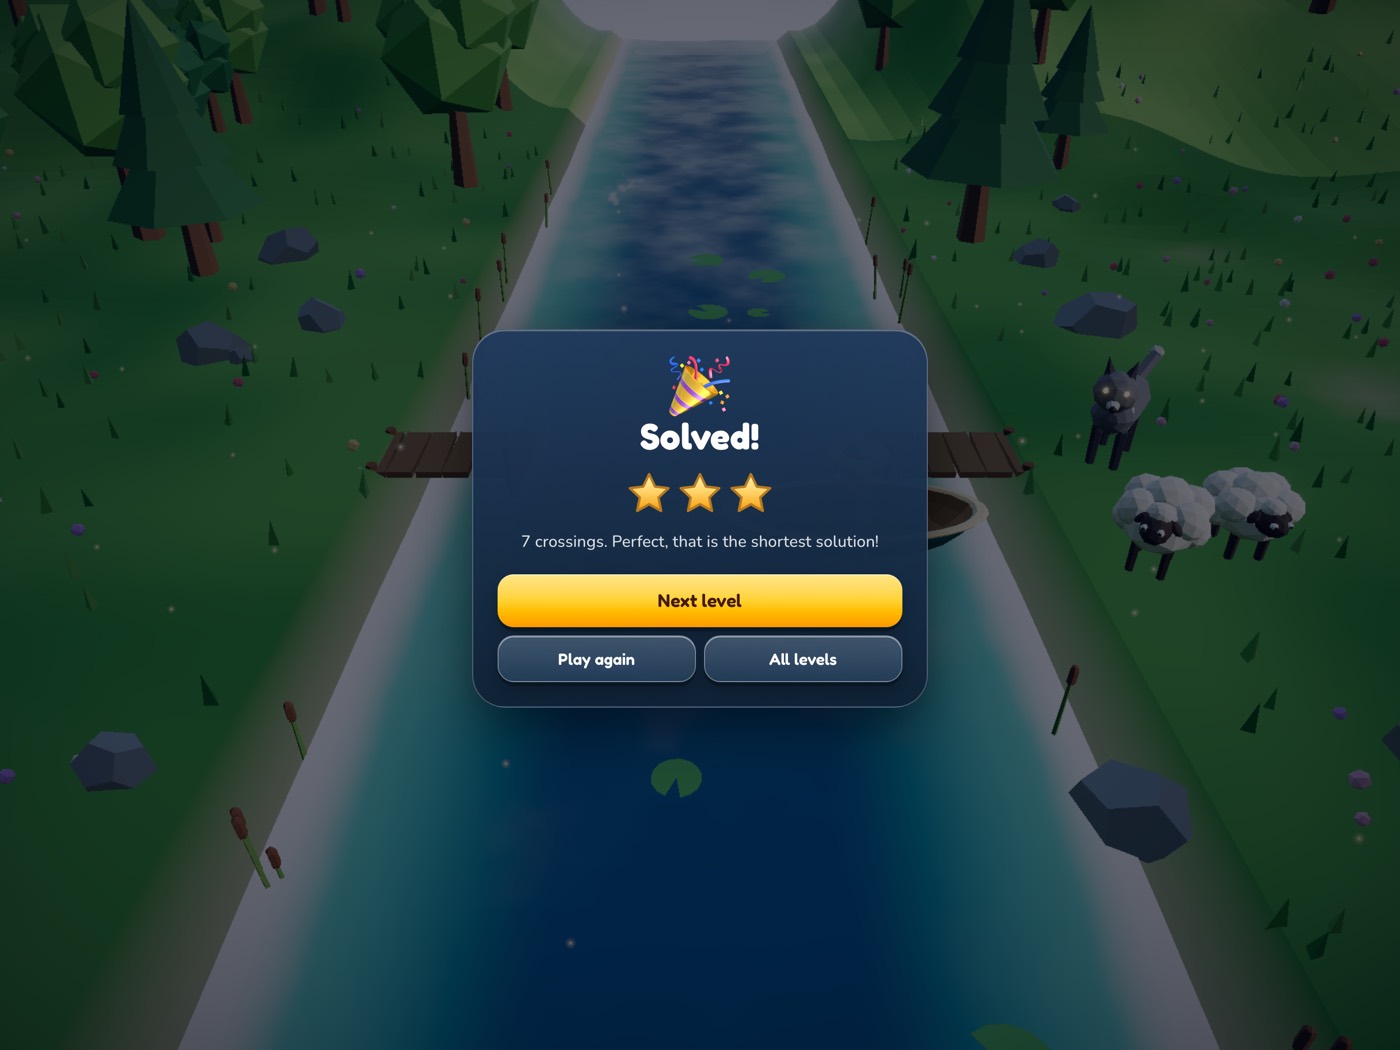 Solved!
7 crossings. Perfect, that is the shortest solution!
Next level
Play again
All levels